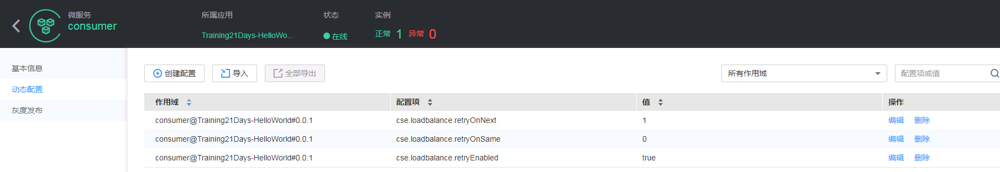 微服务
consumer
所属应用
Training21Days-HelloWo...
状态
在线
实例
正常 1 异常 0
基本信息
动态配置
灰度发布
创建配置
导入
全部导出
所有作用域
配置项或值
作用域 配置项 值 操作
consumer@Training21Days-HelloWorld#0.0.1 cse.loadbalance.retryOnNext 1 编辑 删除
consumer@Training21Days-HelloWorld#0.0.1 cse.loadbalance.retryOnSame 0 编辑 删除
consumer@Training21Days-HelloWorld#0.0.1 cse.loadbalance.retryEnabled true 编辑 删除